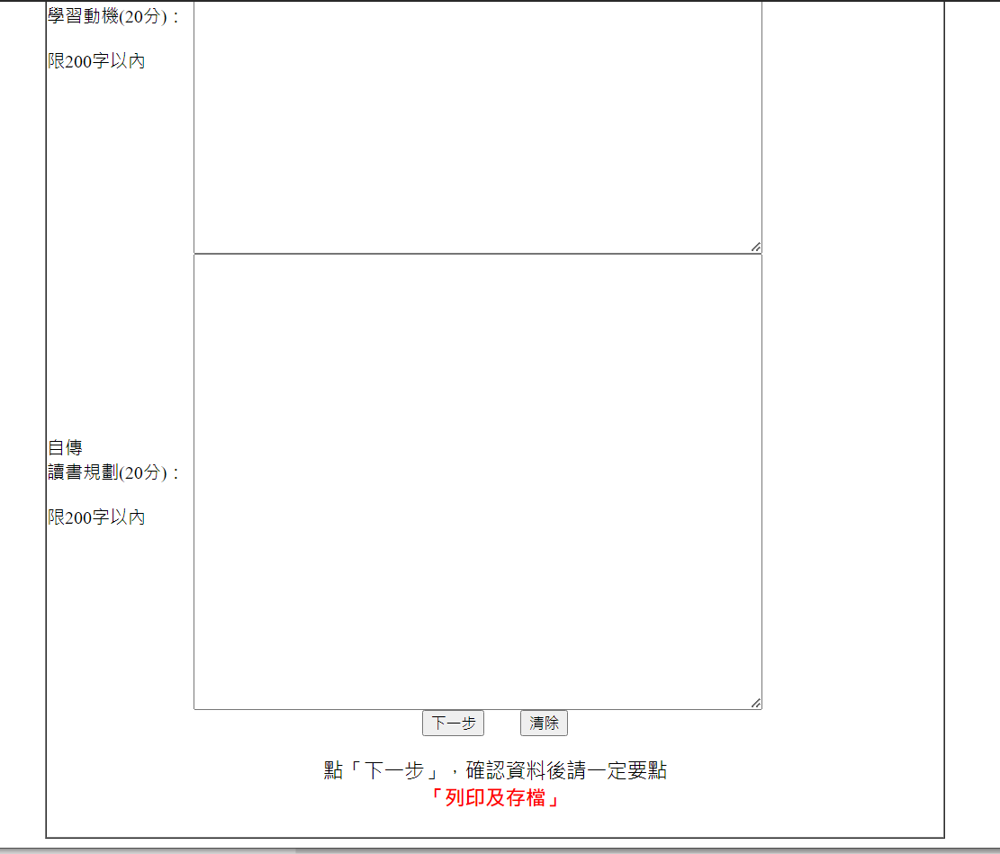 學習動機(20分)：
限200字以內
自傳
讀書規劃(20分)：
限200字以內
下一步
清除
點「下一步」，確認資料後請一定要點
「列印及存檔」